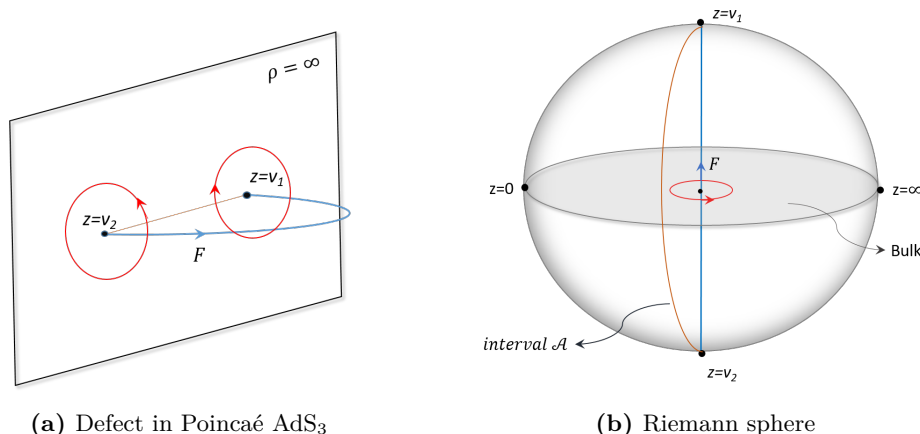 ρ = ∞
z=v₁
z=v₂
F
(a) Defect in Poincaé AdS₃
z=v₁
F
z=0
z=∞
Bulk
interval 𝒜
z=v₂
(b) Riemann sphere